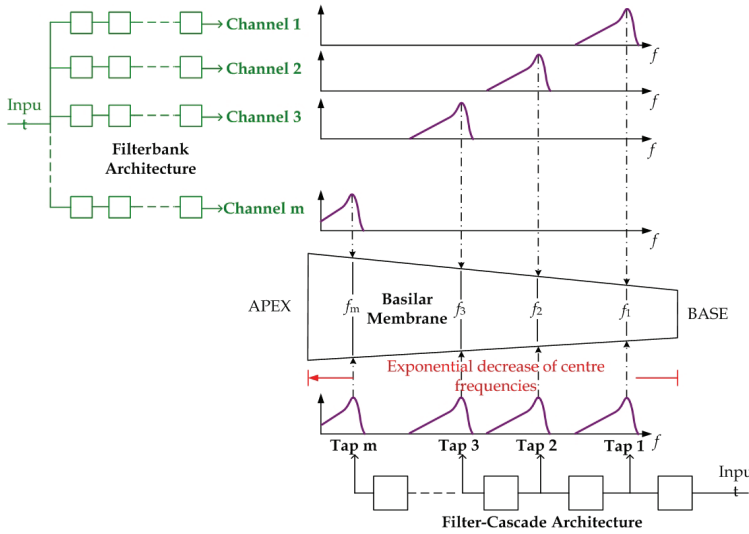 Channel 1
f
Channel 2
f
Inpu
t
Channel 3
f
Filterbank
Architecture
Channel m
f
APEX
fm
Basilar
Membrane
f3
f2
f1
BASE
Exponential decrease of centre
frequencies
Tap m
Tap 3
Tap 2
Tap 1
f
Inpu
t
Filter-Cascade Architecture